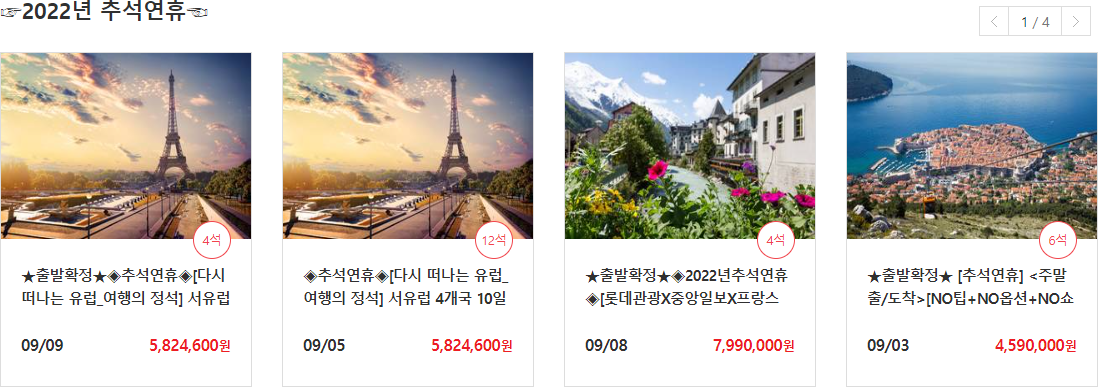 ☞2022년 추석연휴☜
1 / 4
4석
★출발확정★◈추석연휴◈[다시
떠나는 유럽_여행의 정석] 서유럽
09/09 5,824,600원
12석
◈추석연휴◈[다시 떠나는 유럽_
여행의 정석] 서유럽 4개국 10일
09/05 5,824,600원
4석
★출발확정★◈2022년추석연휴
◈[롯데관광X중앙일보X프랑스
09/08 7,990,000원
6석
★출발확정★ [추석연휴] <주말
출/도착>[NO팁+NO옵션+NO쇼
09/03 4,590,000원